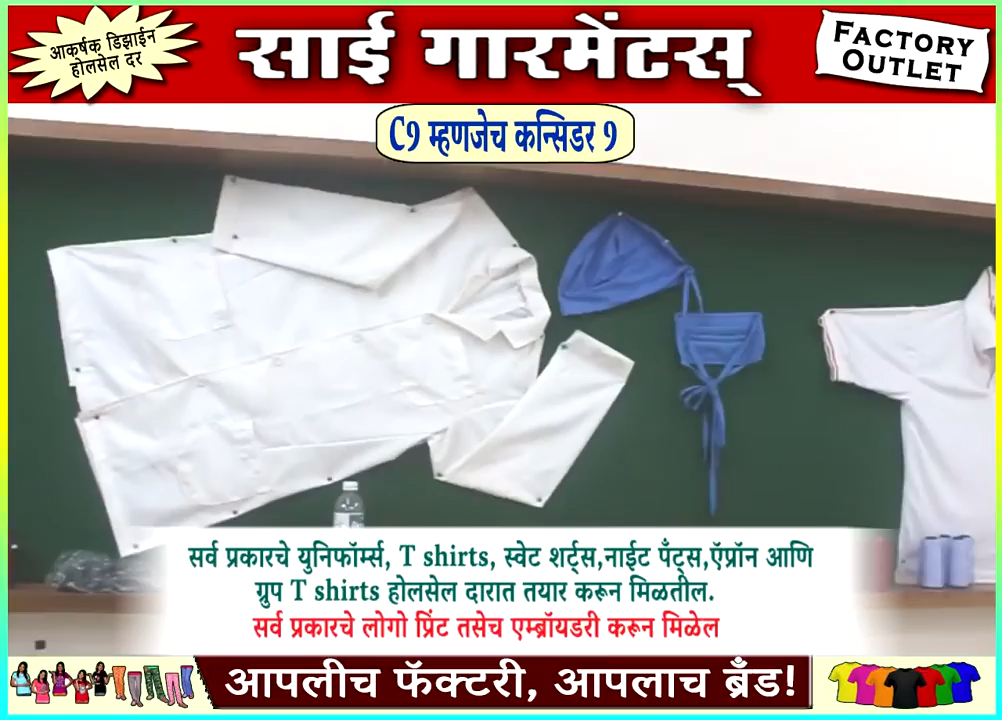 आकर्षक डिझाईन
होलसेल दर
साई गारमेंटस्
FACTORY
OUTLET
C9 म्हणजेच कन्सिडर 9
सर्व प्रकारचे युनिफॉर्म्स, T shirts, स्वेट शर्ट्स,नाईट पँट्स,ऍप्रॉन आणि
ग्रुप T shirts होलसेल दारात तयार करून मिळतील.
सर्व प्रकारचे लोगो प्रिंट तसेच एम्ब्रॉयडरी करून मिळेल
आपलीच फॅक्टरी, आपलाच ब्रँड!